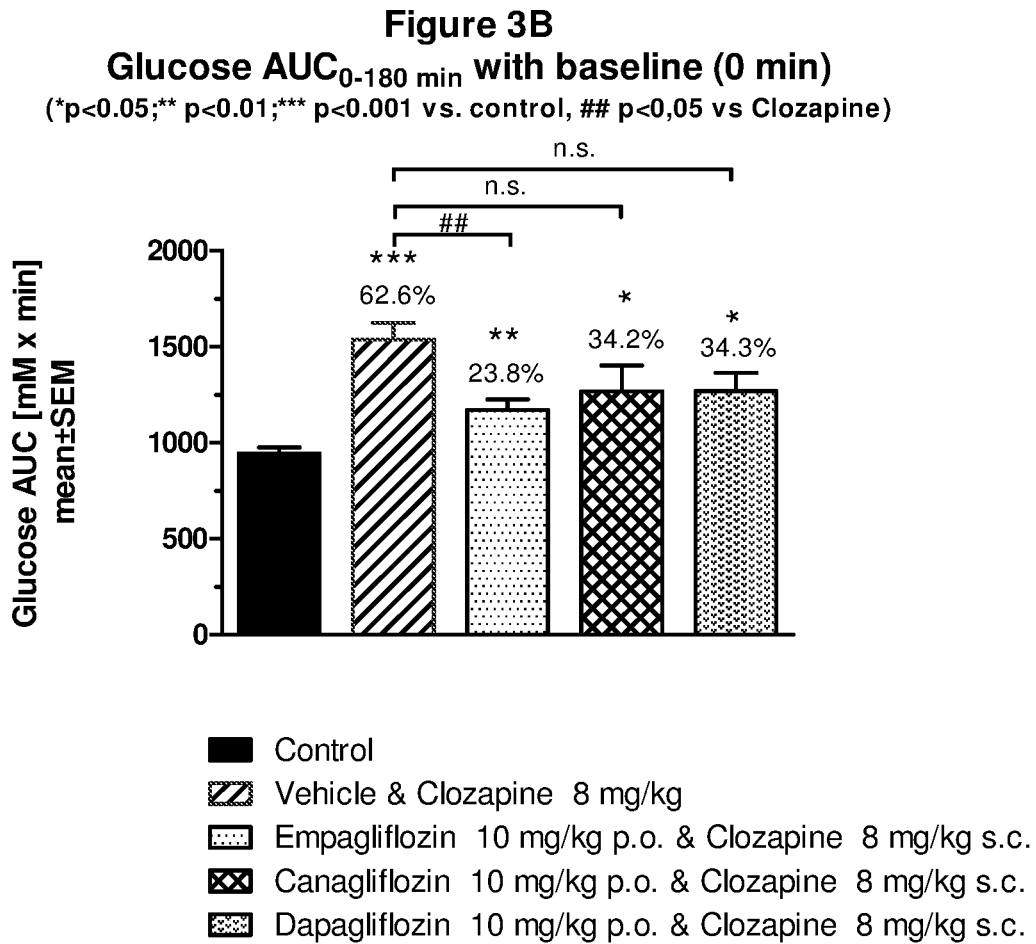 Figure 3B
Glucose AUC0-180 min with baseline (0 min)
(*p<0.05;** p<0.01;*** p<0.001 vs. control, ## p<0,05 vs Clozapine)
n.s.
n.s.
##
2000
1500
1000
500
0
Glucose AUC [mM x min]
mean±SEM
***
62.6%
**
23.8%
*
34.2%
*
34.3%
Control
Vehicle & Clozapine 8 mg/kg
Empagliflozin 10 mg/kg p.o. & Clozapine 8 mg/kg s.c.
Canagliflozin 10 mg/kg p.o. & Clozapine 8 mg/kg s.c.
Dapagliflozin 10 mg/kg p.o. & Clozapine 8 mg/kg s.c.